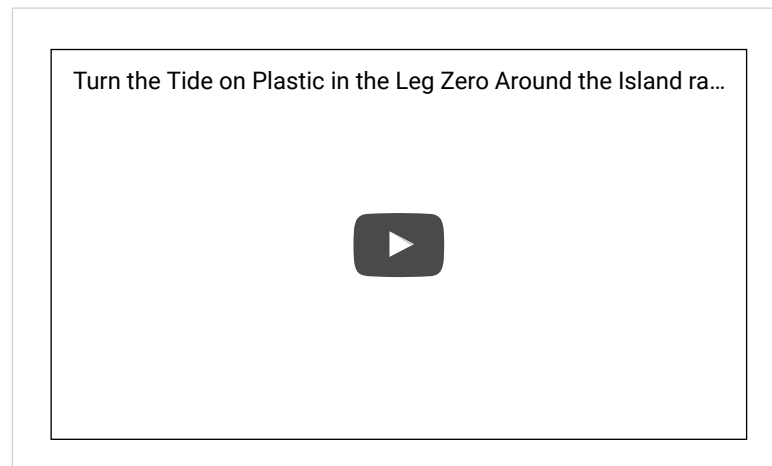 Turn the Tide on Plastic in the Leg Zero Around the Island ra...